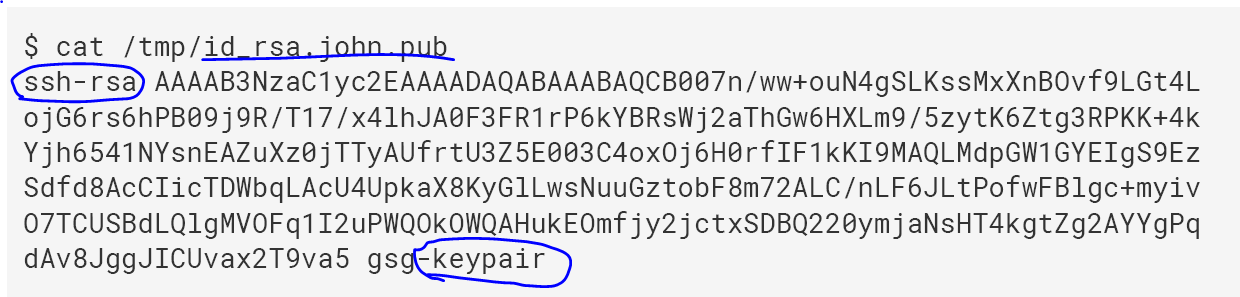 $ cat /tmp/id_rsa.john.pub
ssh-rsa AAAAB3NzaC1yc2EAAAADAQABAAABAQCB007n/ww+ouN4gSLKssMxXnBOvf9LGt4L
ojG6rs6hPB09j9R/T17/x4lhJA0F3FR1rP6kYBRsWj2aThGw6HXLm9/5zytK6Ztg3RPKK+4k
Yjh6541NYsnEAZuXz0jTTyAUfrtU3Z5E003C4oxOj6H0rfIF1kKI9MAQLMdpGW1GYEIgS9Ez
Sdfd8AcCIicTDWbqLAcU4UpkaX8KyGlLwsNuuGztobF8m72ALC/nLF6JLtPofwFBlgc+myiv
O7TCUSBdLQlgMVOFq1I2uPWQOkOWQAHukEOmfjy2jctxSDBQ220ymjaNsHT4kgtZg2AYYgPq
dAv8JggJICUvax2T9va5 gsg-keypair